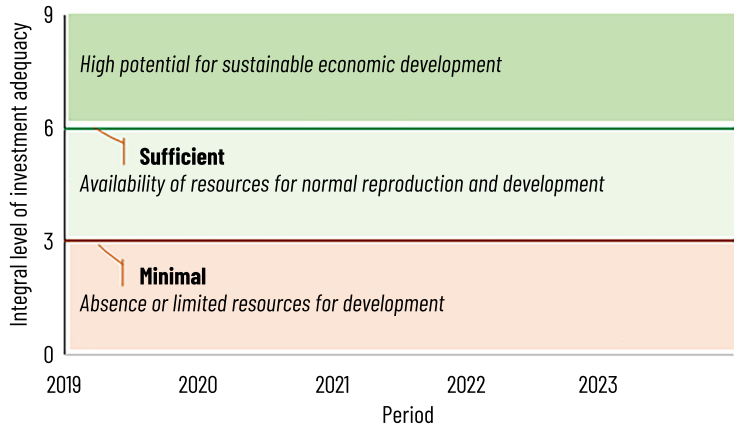 Integral level of investment adequacy
9
High potential for sustainable economic development
6
Sufficient
Availability of resources for normal reproduction and development
3
Minimal
Absence or limited resources for development
0
2019 2020 2021 2022 2023
Period